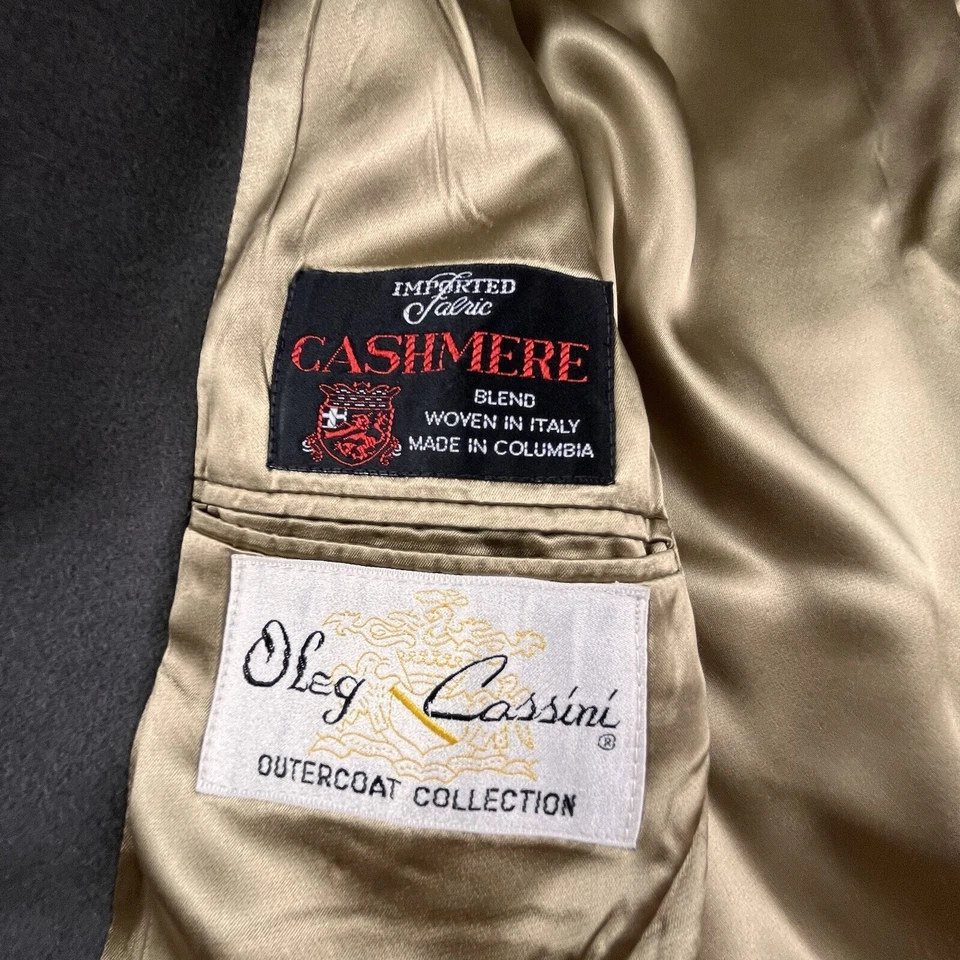 IMPORTED
Fabric
CASHMERE
BLEND
WOVEN IN ITALY
MADE IN COLUMBIA
Oleg Cassini
®
OUTERCOAT COLLECTION